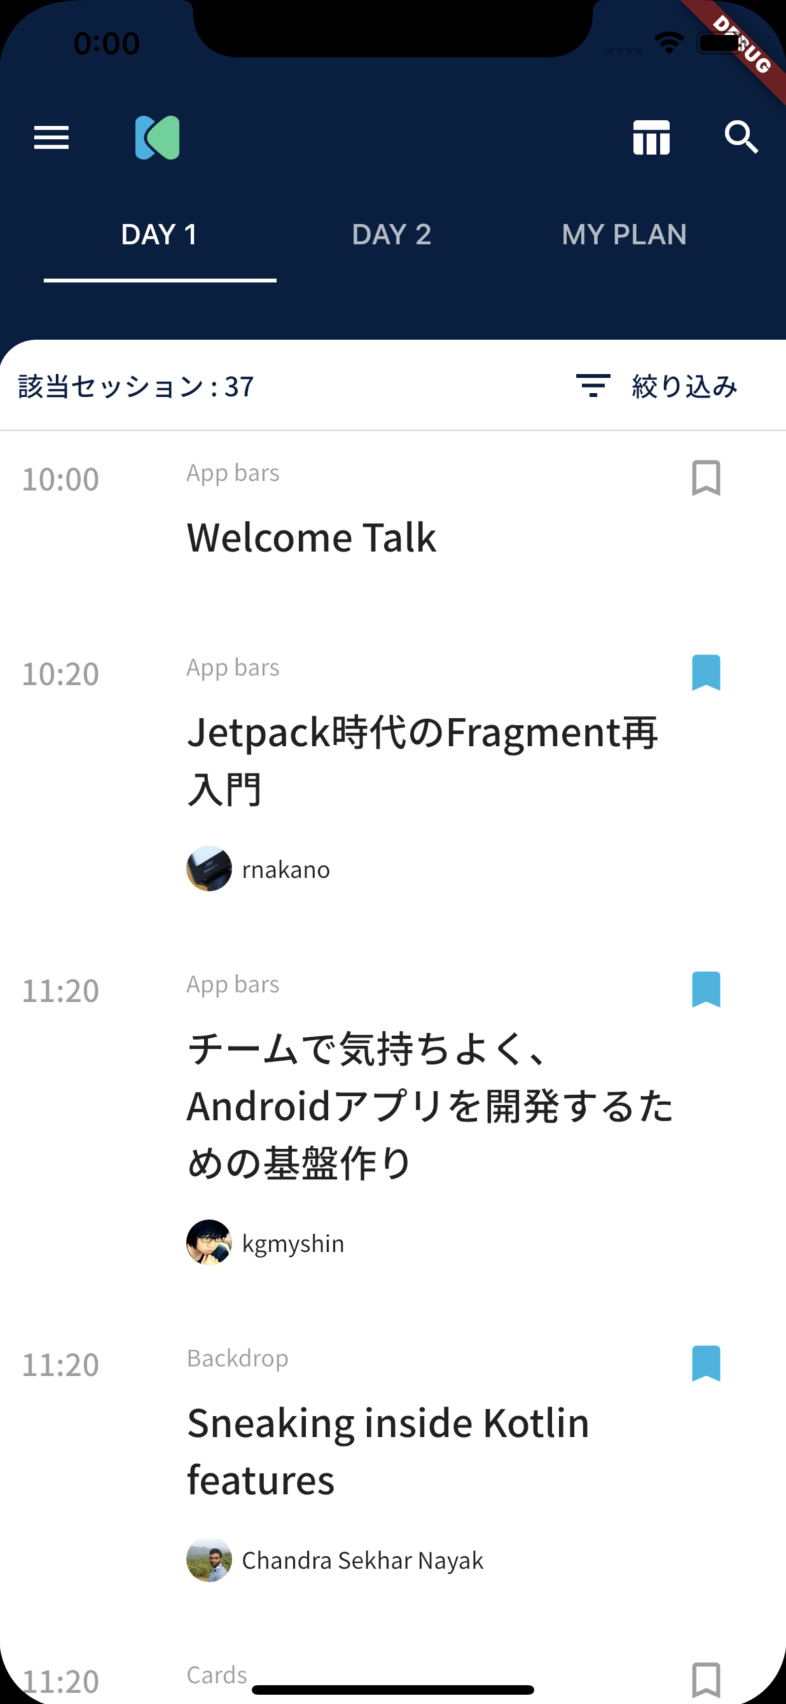 0:00
DEBUG
DAY 1
DAY 2
MY PLAN
該当セッション : 37
絞り込み
10:00
App bars
Welcome Talk
10:20
App bars
Jetpack時代のFragment再
入門
rnakano
11:20
App bars
チームで気持ちよく、
Androidアプリを開発するた
めの基盤作り
kgmyshin
11:20
Backdrop
Sneaking inside Kotlin
features
Chandra Sekhar Nayak
11:20
Cards